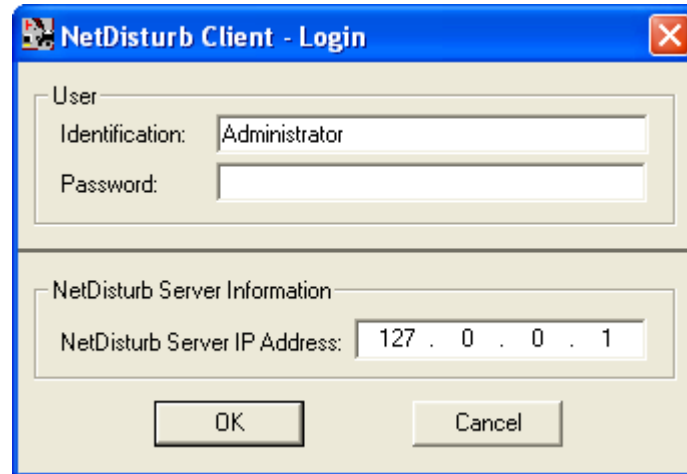 NetDisturb Client - Login
User
Identification: Administrator
Password:
NetDisturb Server Information
NetDisturb Server IP Address: 127 . 0 . 0 . 1
OK Cancel